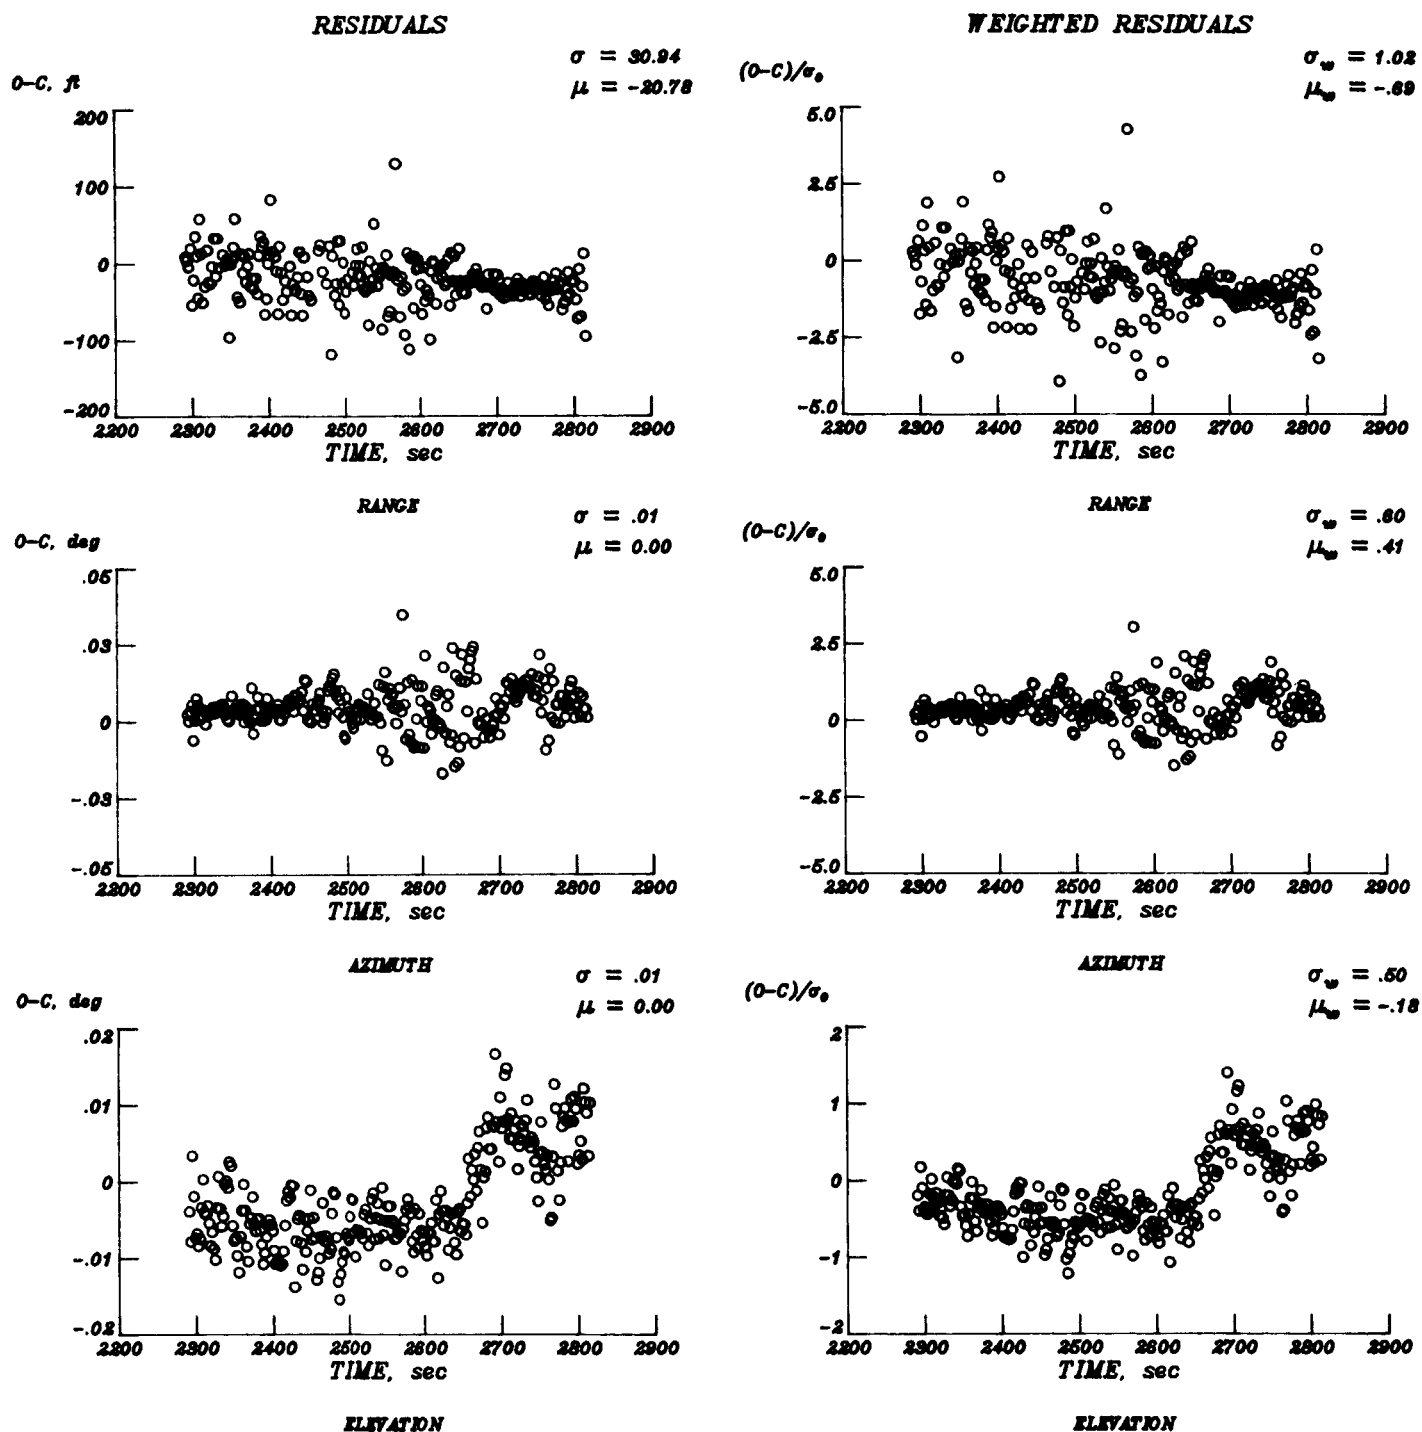 RESIDUALS
σ = 30.94
μ = -20.78
O-C, ft
200
100
0
-100
-200
2200 2300 2400 2500 2600 2700 2800 2900
TIME, sec
RANGE
WEIGHTED RESIDUALS
σw = 1.02
μw = -.69
(O-C)/σo
5.0
2.5
0
-2.5
-5.0
2200 2300 2400 2500 2600 2700 2800 2900
TIME, sec
RANGE
σ = .01
μ = 0.00
O-C, deg
.05
.03
0
-.03
-.05
2200 2300 2400 2500 2600 2700 2800 2900
TIME, sec
AZIMUTH
σw = .60
μw = .41
(O-C)/σo
5.0
2.5
0
-2.5
-5.0
2200 2300 2400 2500 2600 2700 2800 2900
TIME, sec
AZIMUTH
σ = .01
μ = 0.00
O-C, deg
.02
.01
0
-.01
-.02
2200 2300 2400 2500 2600 2700 2800 2900
TIME, sec
ELEVATION
σw = .50
μw = -.18
(O-C)/σo
2
1
0
-1
-2
2200 2300 2400 2500 2600 2700 2800 2900
TIME, sec
ELEVATION